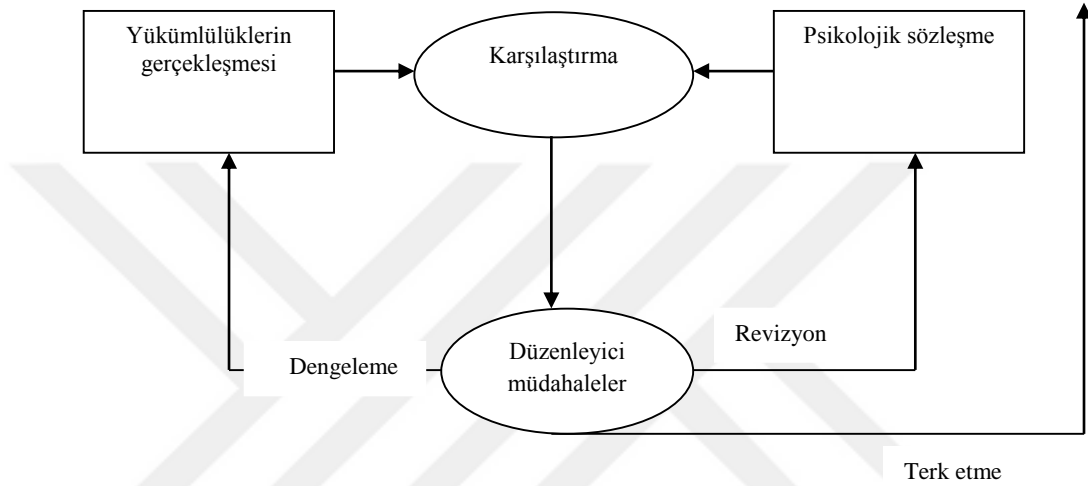 Yükümlülüklerin
gerçekleşmesi
Karşılaştırma
Psikolojik sözleşme
Dengeleme
Düzenleyici
müdahaleler
Revizyon
Terk etme